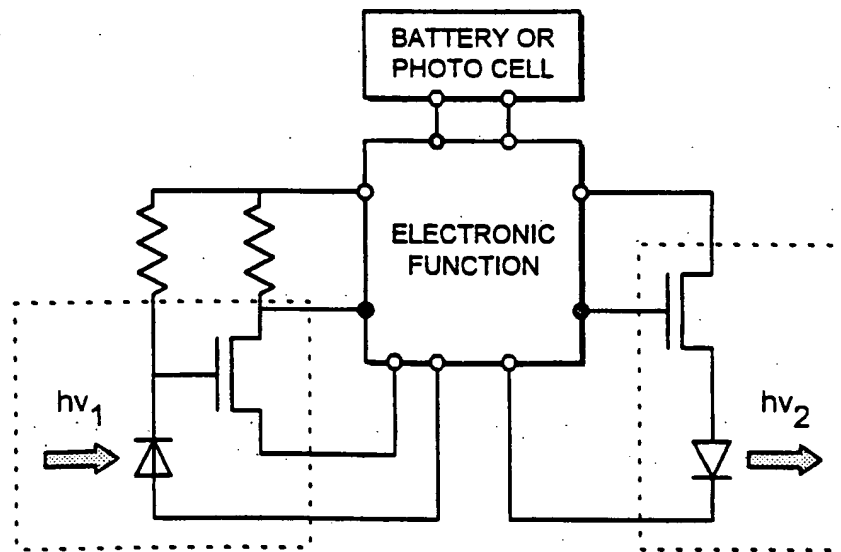 BATTERY OR
PHOTO CELL
ELECTRONIC
FUNCTION
hv1
hv2